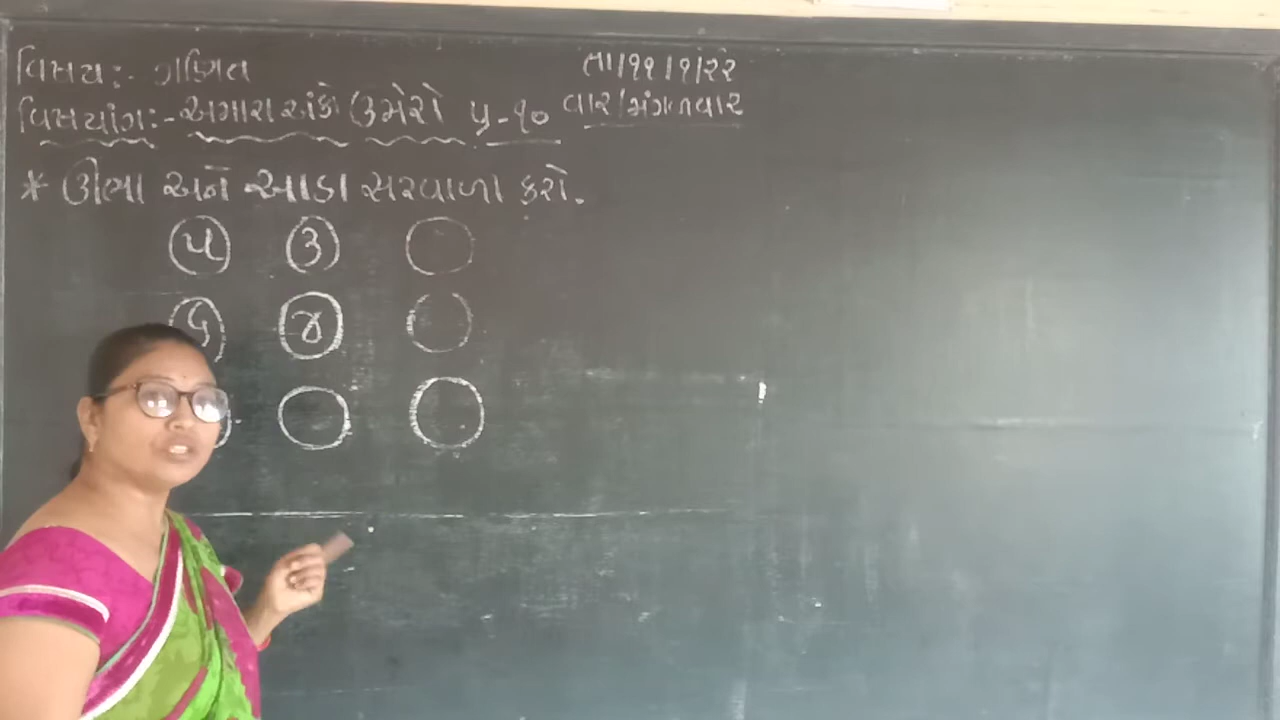 વિષય:- ગણિત
તા/૧૧/૧/૨૨
વિષયાંગ:- અમારા અંકો (ઉમેરો પૃ-૧૦
વાર/મંગળવાર
* ઊભા અને આડા સરવાળા કરો.
૫ ૩
૬ ૪